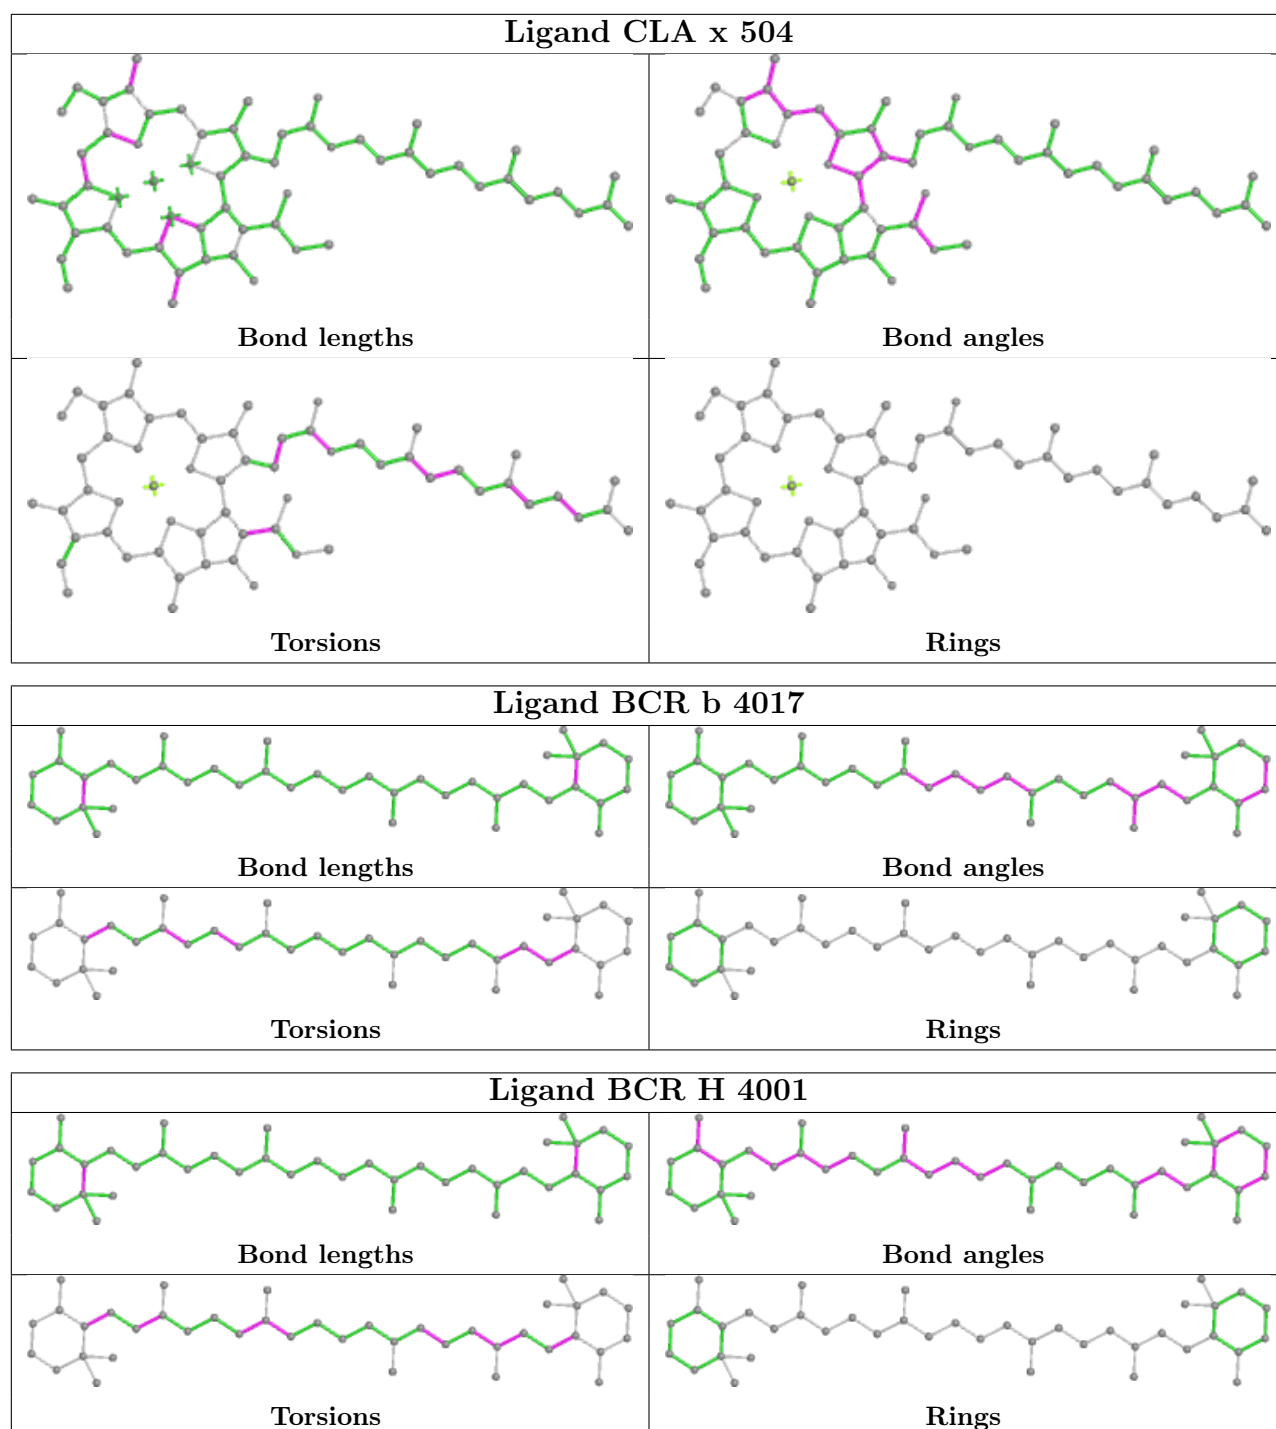 Ligand CLA x 504
Bond lengths
Bond angles
Torsions
Rings
Ligand BCR b 4017
Bond lengths
Bond angles
Torsions
Rings
Ligand BCR H 4001
Bond lengths
Bond angles
Torsions
Rings